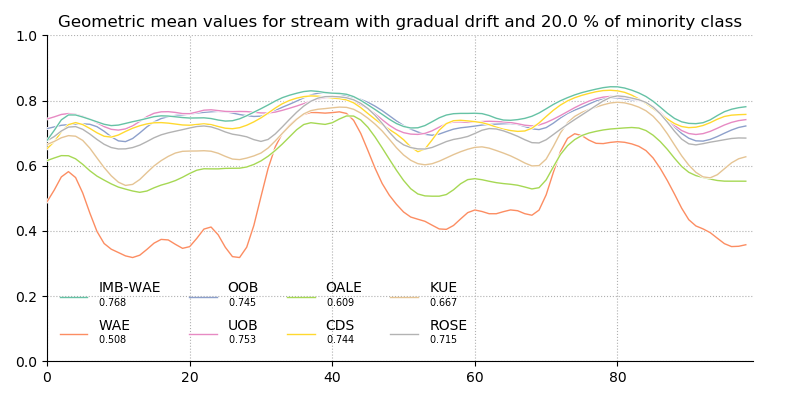 Geometric mean values for stream with gradual drift and 20.0 % of minority class
1.0
0.8
0.6
0.4
0.2
0.0
IMB-WAE OOB OALE KUE
0.768 0.745 0.609 0.667
WAE UOB CDS ROSE
0.508 0.753 0.744 0.715
0 20 40 60 80